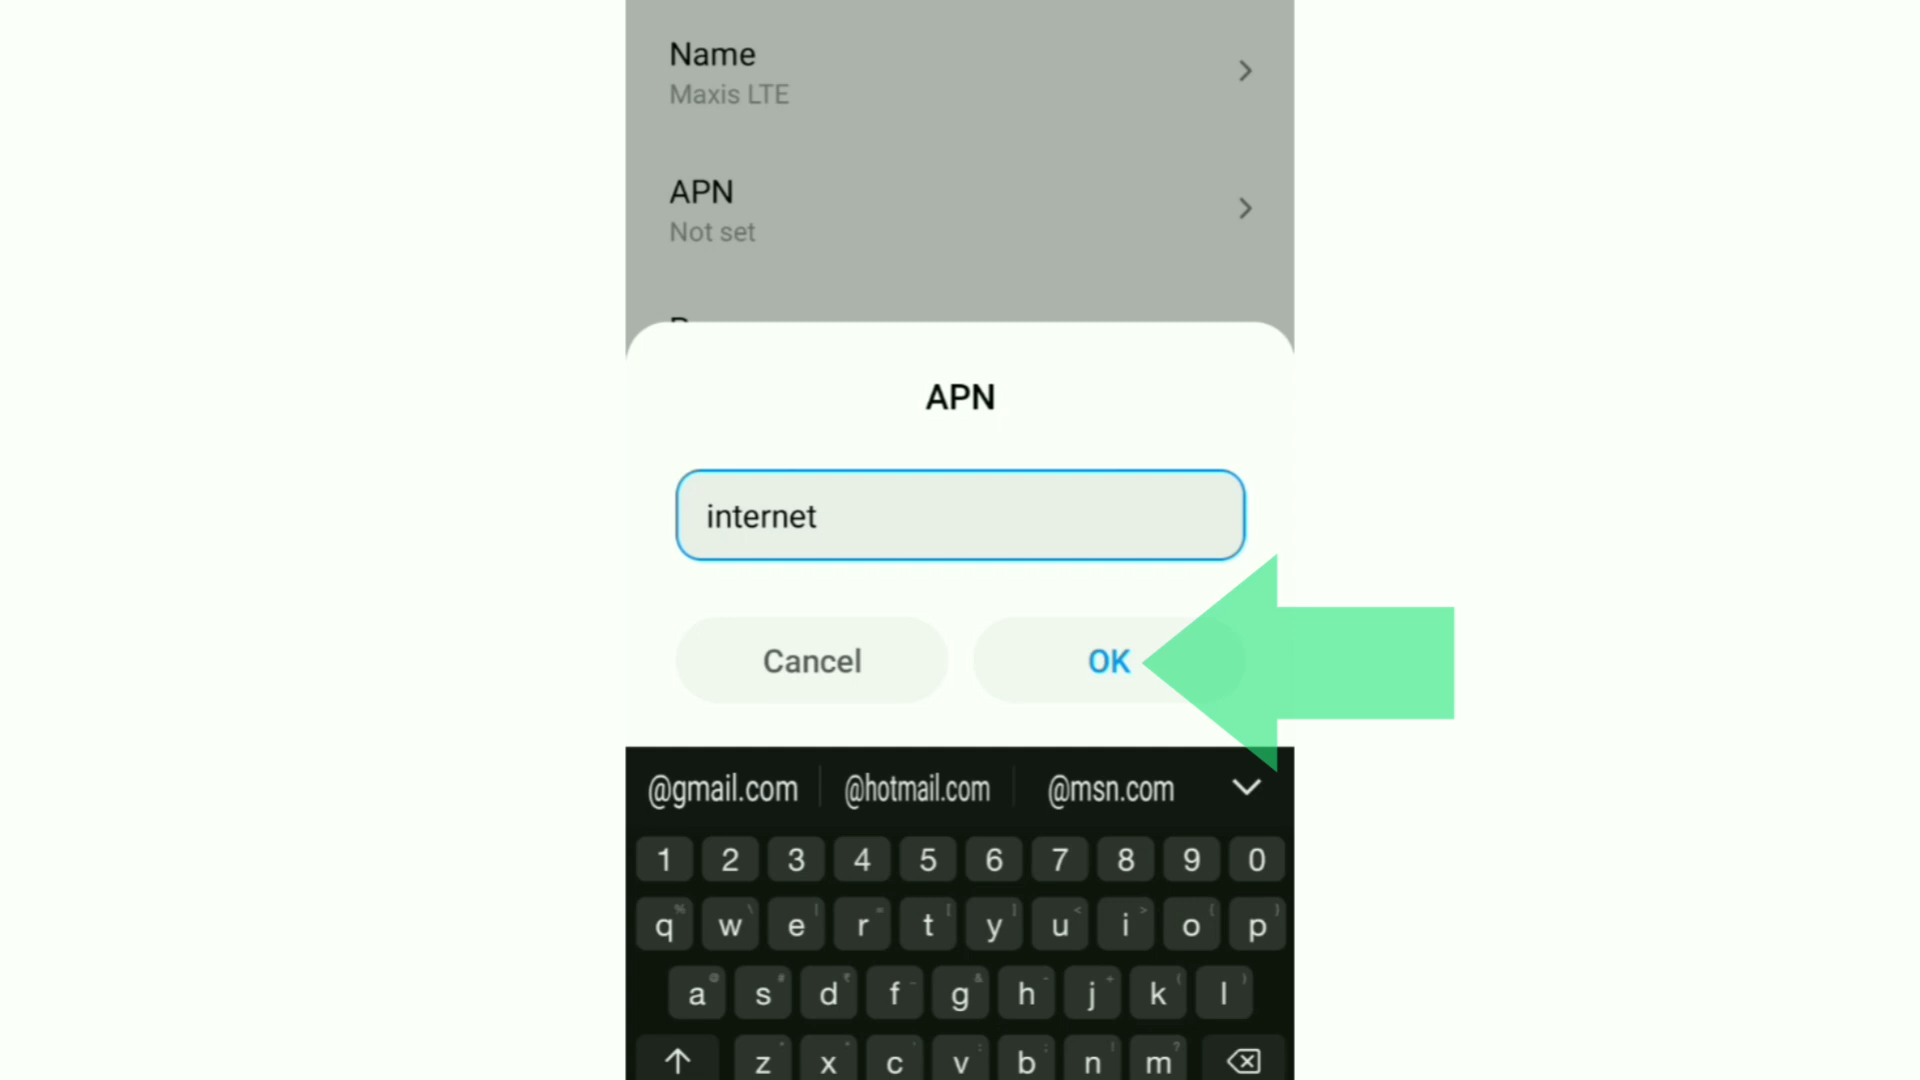 Name
Maxis LTE
APN
Not set
APN
internet
Cancel OK
@gmail.com @hotmail.com @msn.com
1 2 3 4 5 6 7 8 9 0
q w e r t y u i o p
a s d f g h j k l
z x c v b n m